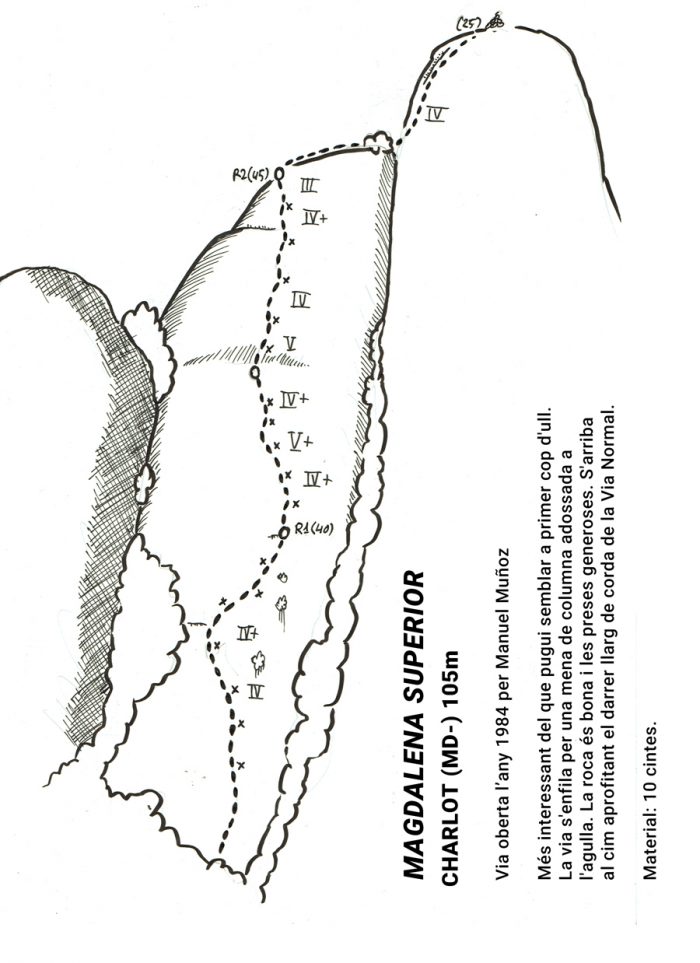 (25)
IV
R2(45)
III
IV+
IV
V
IV+
V+
IV+
R1(40)
IV+
IV
MAGDALENA SUPERIOR
CHARLOT (MD-) 105m
Via oberta l'any 1984 per Manuel Muñoz
Més interessant del que pugui semblar a primer cop d'ull.
La via s'enfila per una mena de columna adossada a
l'agulla. La roca és bona i les preses generoses. S'arriba
al cim aprofitant el darrer llarg de corda de la Via Normal.
Material: 10 cintes.